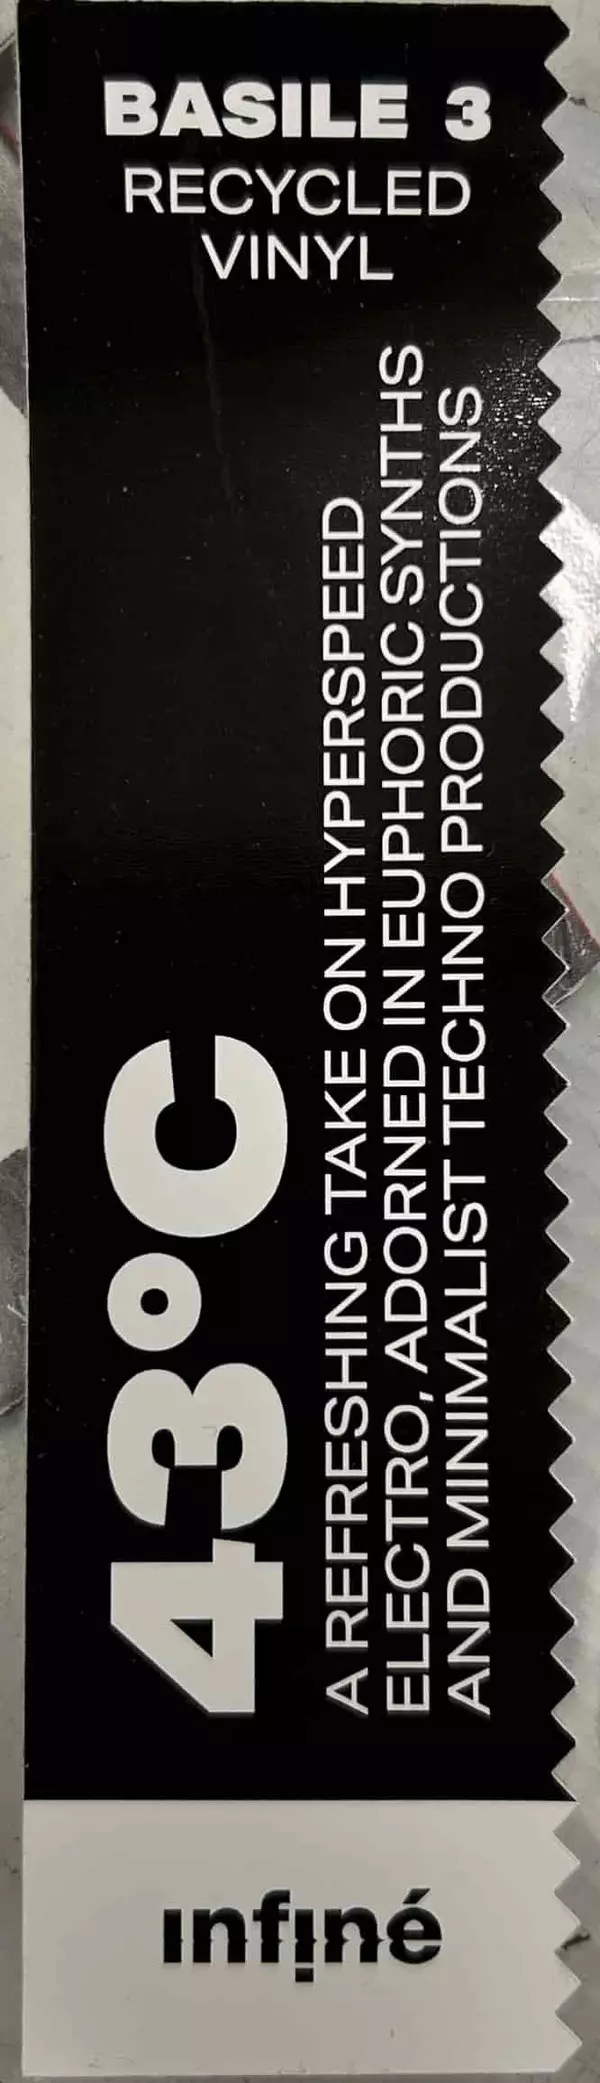 BASILE 3
RECYCLED
VINYL
43°C
A REFRESHING TAKE ON HYPERSPEED
ELECTRO, ADORNED IN EUPHORIC SYNTHS
AND MINIMALIST TECHNO PRODUCTIONS
infiné